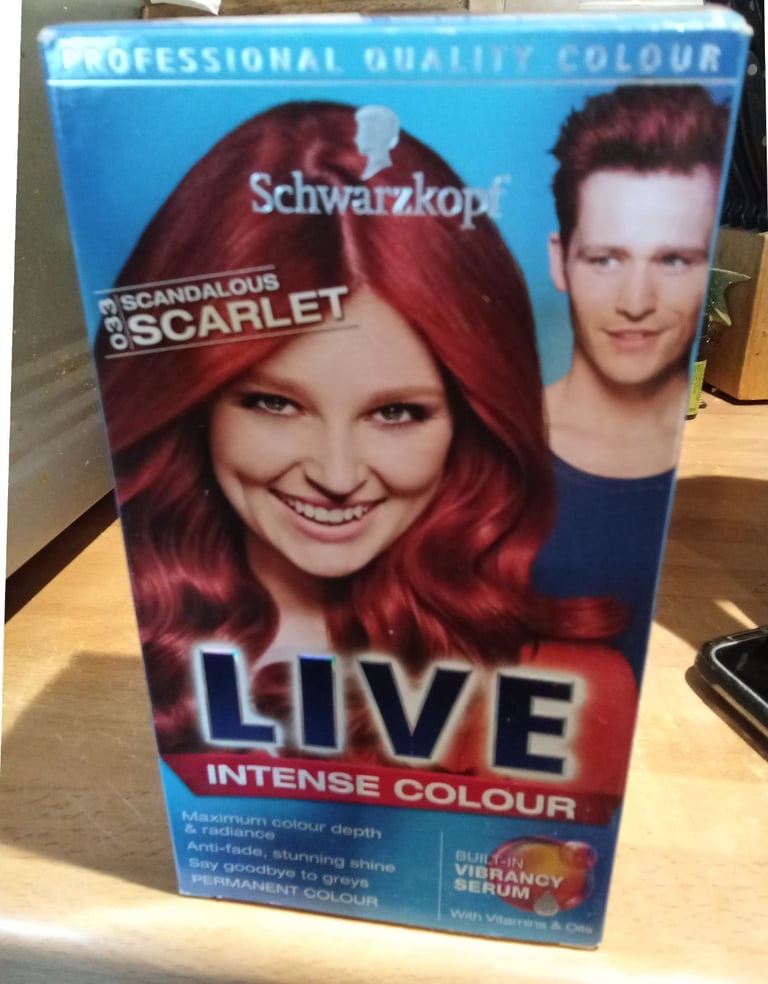 PROFESSIONAL QUALITY COLOUR
Schwarzkopf
033
SCANDALOUS
SCARLET
LIVE
INTENSE COLOUR
Maximum colour depth
& radiance
Anti-fade, stunning shine
Say goodbye to greys
PERMANENT COLOUR
BUILT-IN
VIBRANCY
SERUM
With Vitamins & Oils